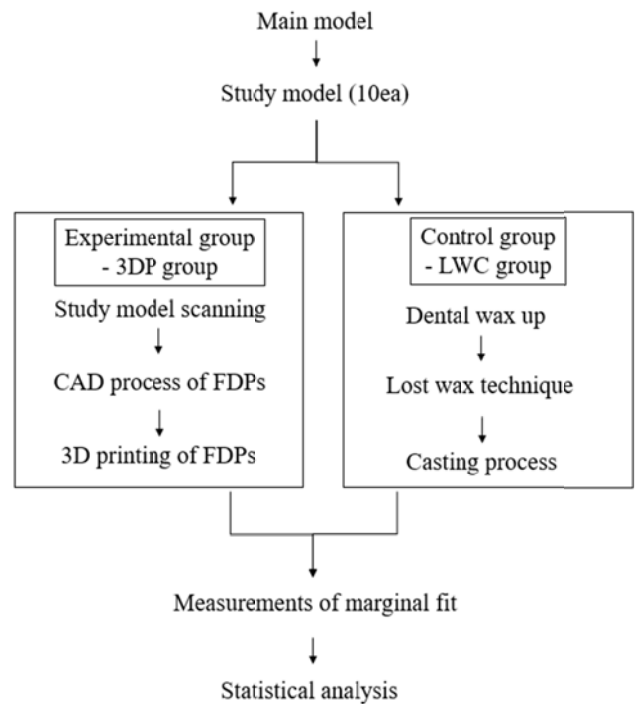 Main model
Study model (10ea)
Experimental group
- 3DP group
Study model scanning
CAD process of FDPs
3D printing of FDPs
Control group
- LWC group
Dental wax up
Lost wax technique
Casting process
Measurements of marginal fit
Statistical analysis